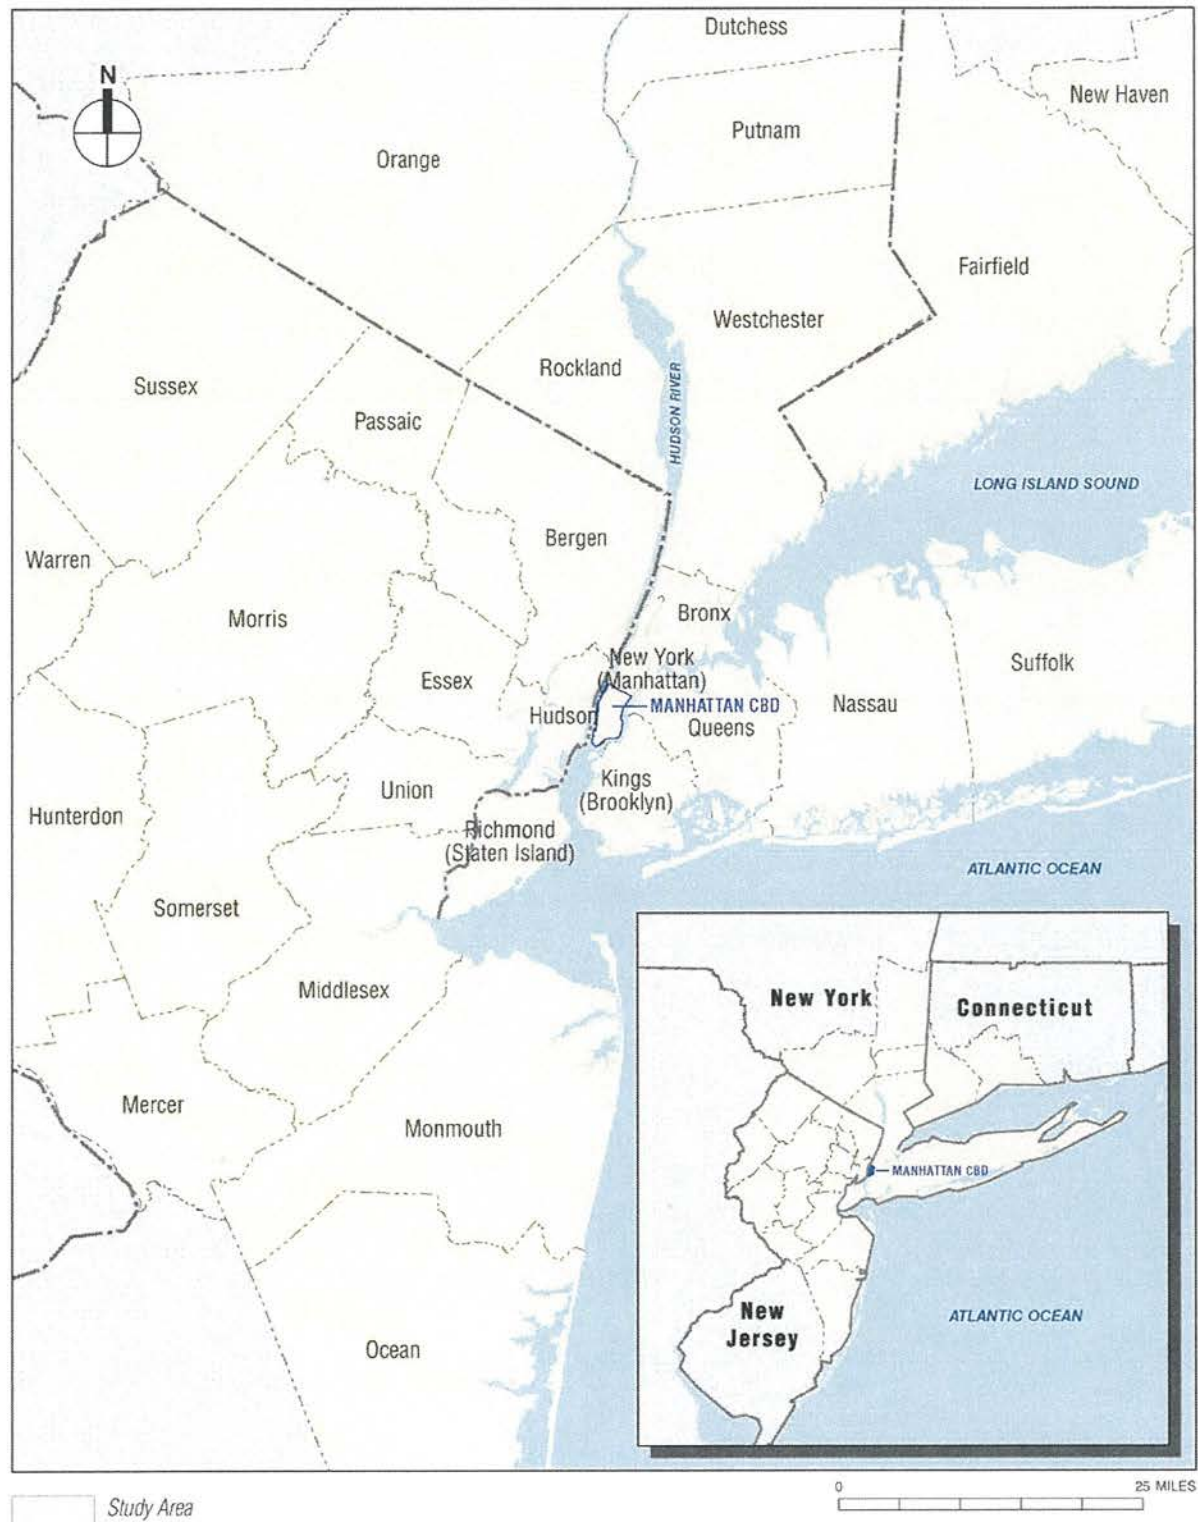 Dutchess
N
New Haven
Putnam
Orange
Fairfield
Westchester
Rockland
Sussex
HUDSON RIVER
Passaic
LONG ISLAND SOUND
Bergen
Warren
Bronx
Morris
New York
(Manhattan)
Suffolk
Essex
Nassau
MANHATTAN CBD
Hudson
Queens
Kings
(Brooklyn)
Union
Hunterdon
Richmond
(Staten Island)
ATLANTIC OCEAN
Somerset
Middlesex
New York
Connecticut
Mercer
Monmouth
MANHATTAN CBD
New
Jersey
ATLANTIC OCEAN
Ocean
0
25 MILES
Study Area